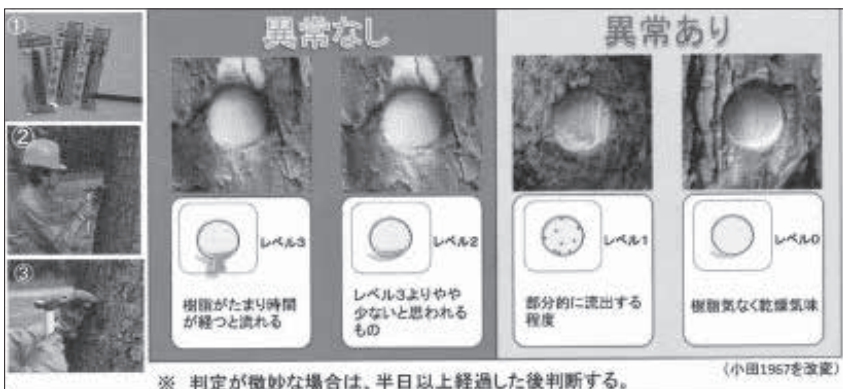 ①
②
③
異常なし
異常あり
レベル3
樹脂がたまり時間
が経つと流れる
レベル2
レベル3よりやや
少ないと思われる
もの
レベル1
部分的に流出する
程度
レベル0
樹脂気なく乾燥気味
(小田1967を改変)
※ 判定が微妙な場合は、半日以上経過した後判断する。